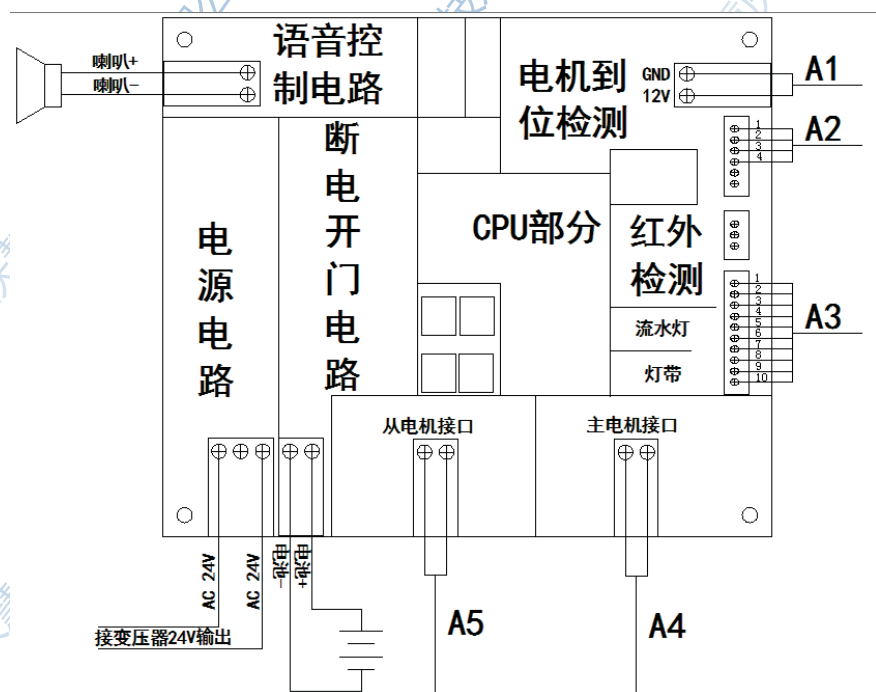 语音控
制电路
喇叭+
喇叭-
电机到
位检测
GND
12V
A1
1
2
3
4
A2
断电开门电路
电源电路
CPU部分
红外
检测
流水灯
灯带
1
2
3
4
5
6
7
8
9
10
A3
从电机接口
主电机接口
AC 24V
AC 24V
电池-
电池+
接变压器24V输出
A5
A4